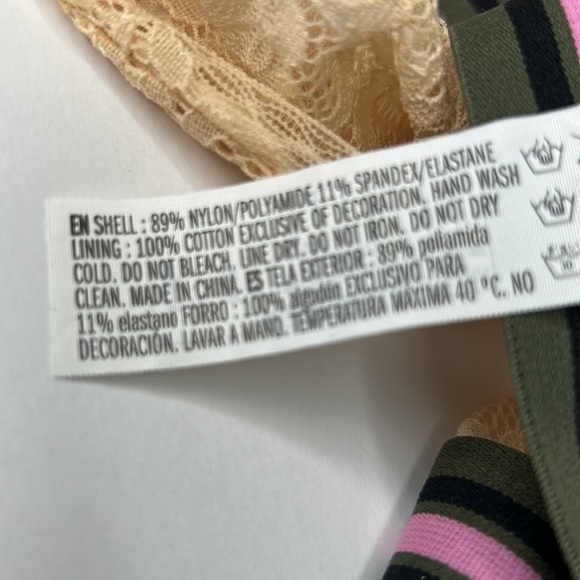 EN SHELL : 89% NYLON/POLYAMIDE 11% SPANDEX/ELASTANE
LINING : 100% COTTON EXCLUSIVE OF DECORATION. HAND WASH
COLD. DO NOT BLEACH. LINE DRY. DO NOT IRON. DO NOT DRY
CLEAN. MADE IN CHINA. ES TELA EXTERIOR : 89% poliamida
11% elastano FORRO : 100% algodón EXCLUSIVO PARA
DECORACIÓN. LAVAR A MANO. TEMPERATURA MÁXIMA 40 °C. NO